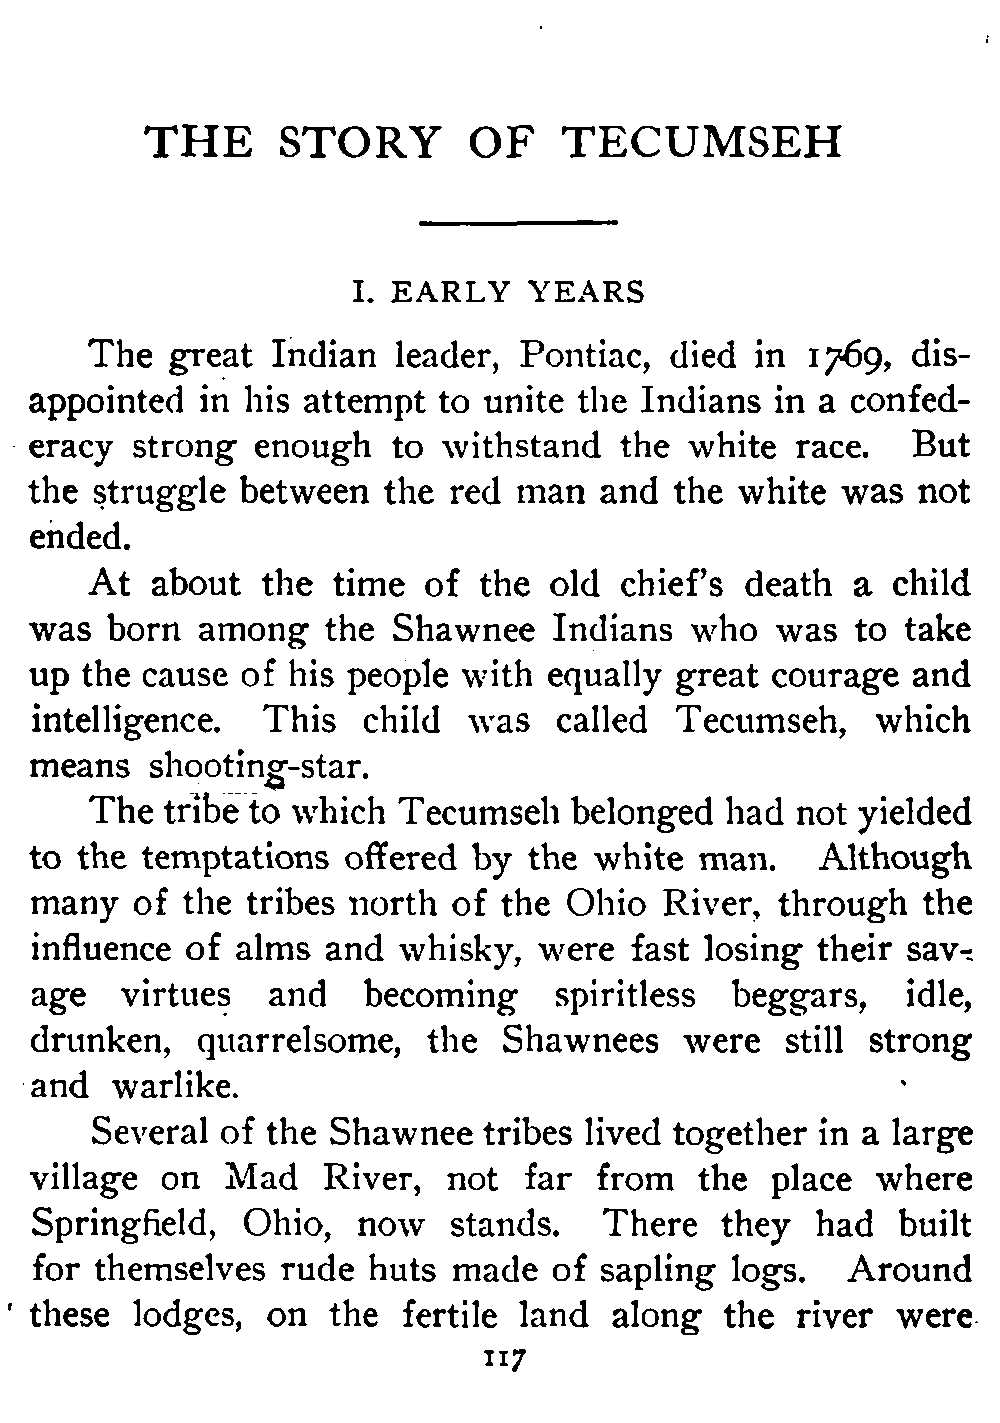 THE STORY OF TECUMSEH
I. EARLY YEARS
The great Indian leader, Pontiac, died in 1769, dis-
appointed in his attempt to unite the Indians in a confed-
eracy strong enough to withstand the white race. But
the struggle between the red man and the white was not
ended.
At about the time of the old chief's death a child
was born among the Shawnee Indians who was to take
up the cause of his people with equally great courage and
intelligence. This child was called Tecumseh, which
means shooting-star.
The tribe to which Tecumseh belonged had not yielded
to the temptations offered by the white man. Although
many of the tribes north of the Ohio River, through the
influence of alms and whisky, were fast losing their sav-
age virtues and becoming spiritless beggars, idle,
drunken, quarrelsome, the Shawnees were still strong
and warlike.
Several of the Shawnee tribes lived together in a large
village on Mad River, not far from the place where
Springfield, Ohio, now stands. There they had built
for themselves rude huts made of sapling logs. Around
these lodges, on the fertile land along the river were
117